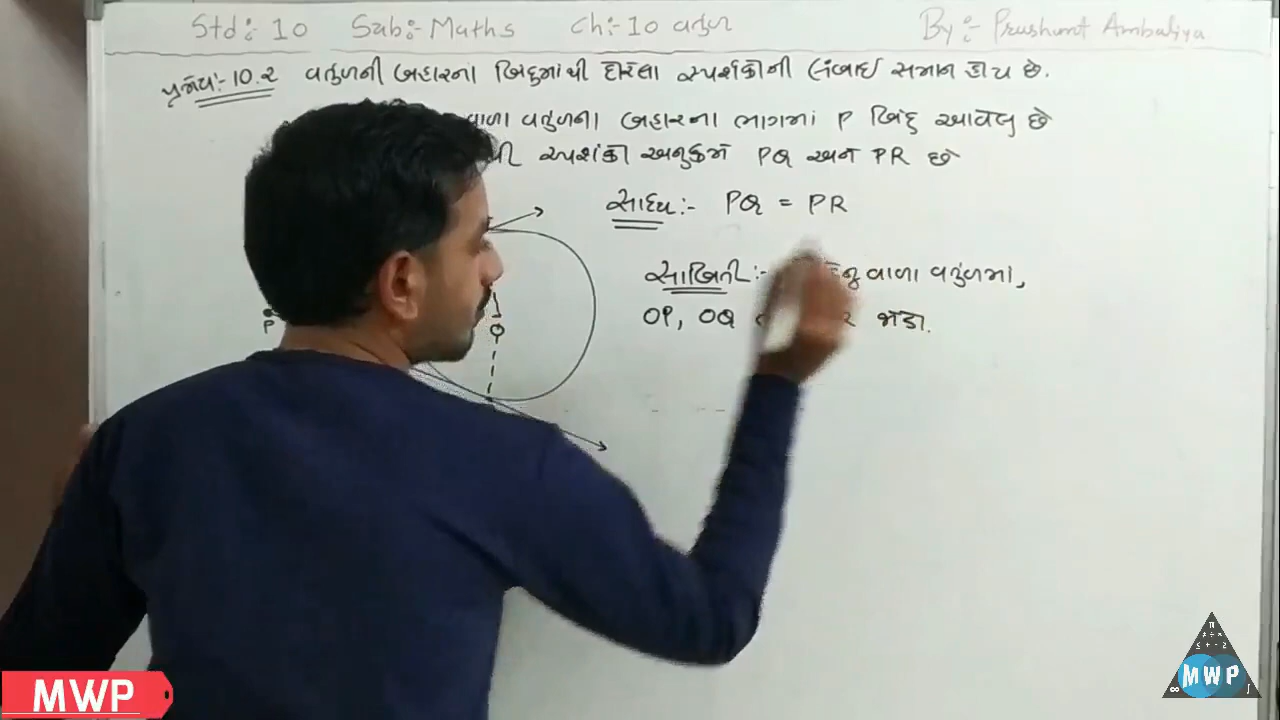 Std :- 10 Sub :- Maths Ch :- 10 વર્તુળ By :- Prushunt Ambaliya
પ્રમેય :- 10.2 વર્તુળની બહારના બિંદુમાંથી દોરેલા સ્પર્શકોની લંબાઈ સમાન હોય છે.
વાળા વર્તુળના બહારના ભાગમાં P બિંદુ આવેલુ છે
સ્પર્શકો અનુક્રમે PQ અને PR છે
સાધ્ય :- PQ = PR
સાબિતી :- વાળા વર્તુળમાં,
OP, OQ જોડો.
P
O
MWP
MWP